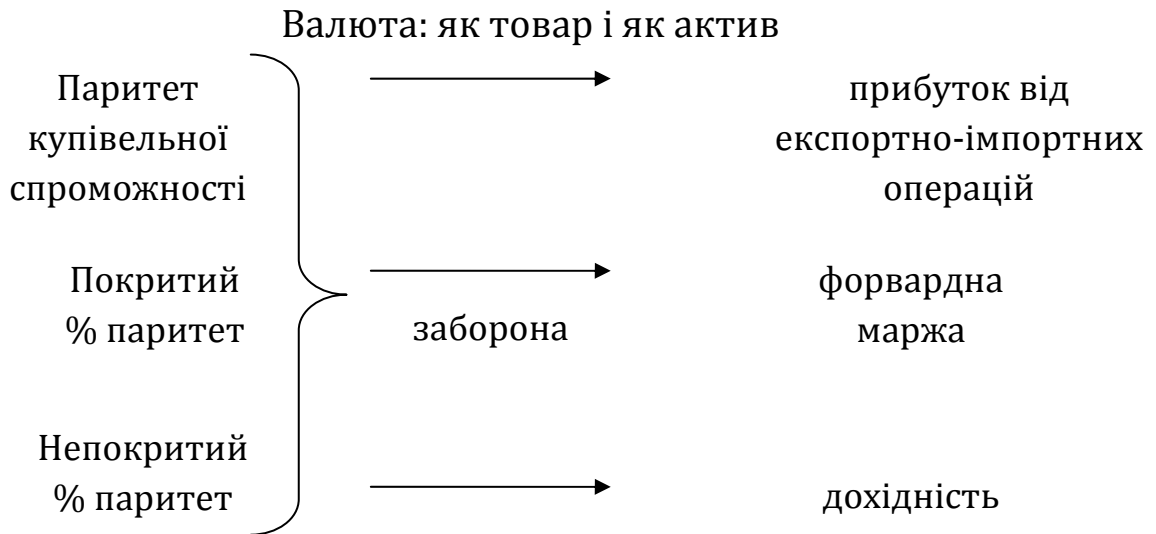 Валюта: як товар і як актив
Паритет
купівельної
спроможності
прибуток від
експортно-імпортних
операцій
Покритий
% паритет
заборона
форвардна
маржа
Непокритий
% паритет
дохідність